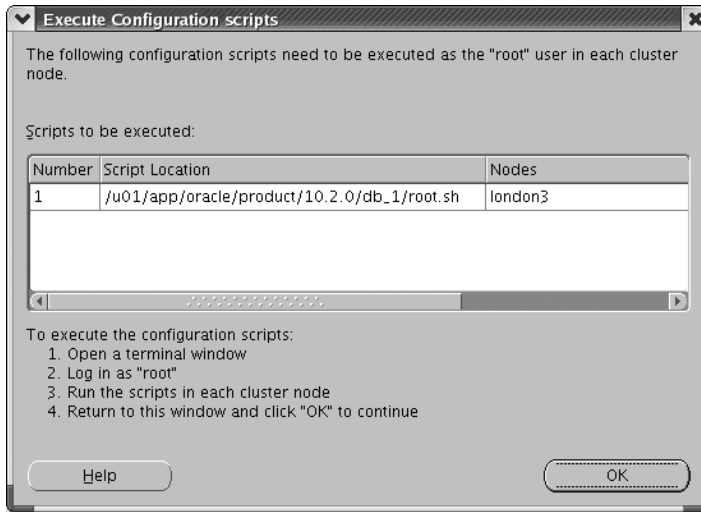 Execute Configuration scripts
The following configuration scripts need to be executed as the "root" user in each cluster
node.
Scripts to be executed:
Number Script Location Nodes
1 /u01/app/oracle/product/10.2.0/db_1/root.sh london3
To execute the configuration scripts:
1. Open a terminal window
2. Log in as "root"
3. Run the scripts in each cluster node
4. Return to this window and click "OK" to continue
Help OK